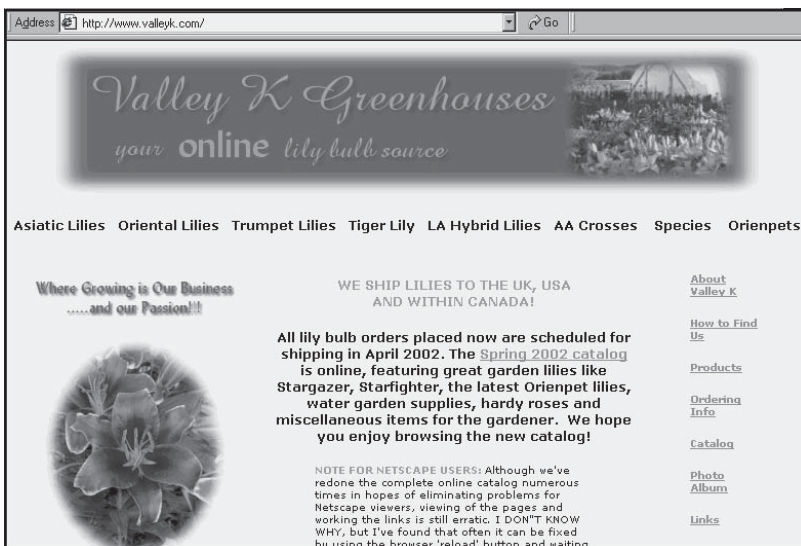 Address http://www.valleyk.com/ Go
Valley K Greenhouses
your online lily bulb source
Asiatic Lilies Oriental Lilies Trumpet Lilies Tiger Lily LA Hybrid Lilies AA Crosses Species Orienpets
Where Growing is Our Business
.....and our Passion!!
WE SHIP LILIES TO THE UK, USA
AND WITHIN CANADA!
All lily bulb orders placed now are scheduled for
shipping in April 2002. The Spring 2002 catalog
is online, featuring great garden lilies like
Stargazer, Starfighter, the latest Orienpet lilies,
water garden supplies, hardy roses and
miscellaneous items for the gardener. We hope
you enjoy browsing the new catalog!
NOTE FOR NETSCAPE USERS: Although we've
redone the complete online catalog numerous
times in hopes of eliminating problems for
Netscape viewers, viewing of the pages and
working the links is still erratic. I DON"T KNOW
WHY, but I've found that often it can be fixed
by using the browser 'reload' button and waiting
About
Valley K
How to Find
Us
Products
Ordering
Info
Catalog
Photo
Album
Links